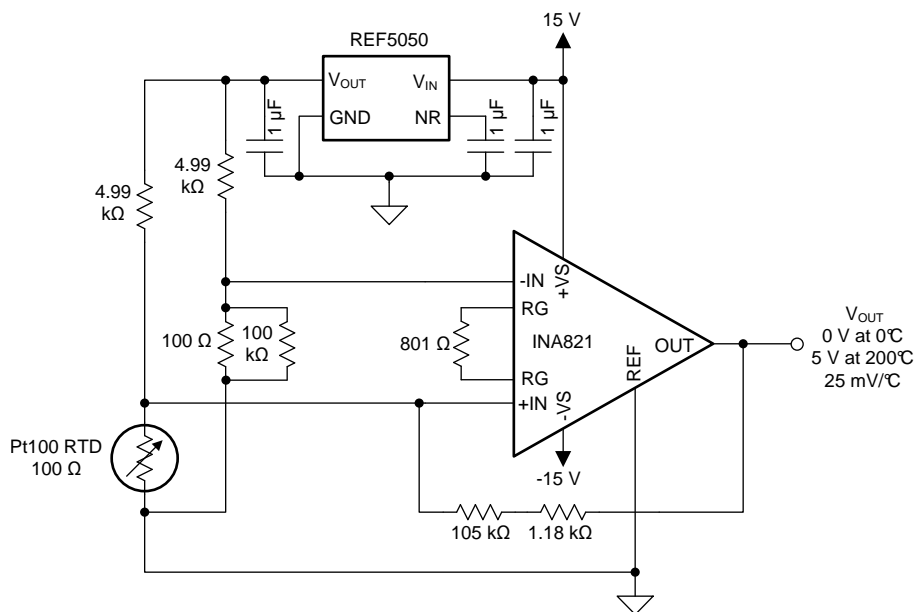 REF5050
15 V
VOUT
VIN
GND
NR
1 µF
1 µF
1 µF
4.99
kΩ
4.99
kΩ
-IN
+VS
RG
100 Ω
100
kΩ
801 Ω
INA821
OUT
REF
RG
+IN
-VS
VOUT
0 V at 0°C
5 V at 200°C
25 mV/°C
Pt100 RTD
100 Ω
-15 V
105 kΩ
1.18 kΩ